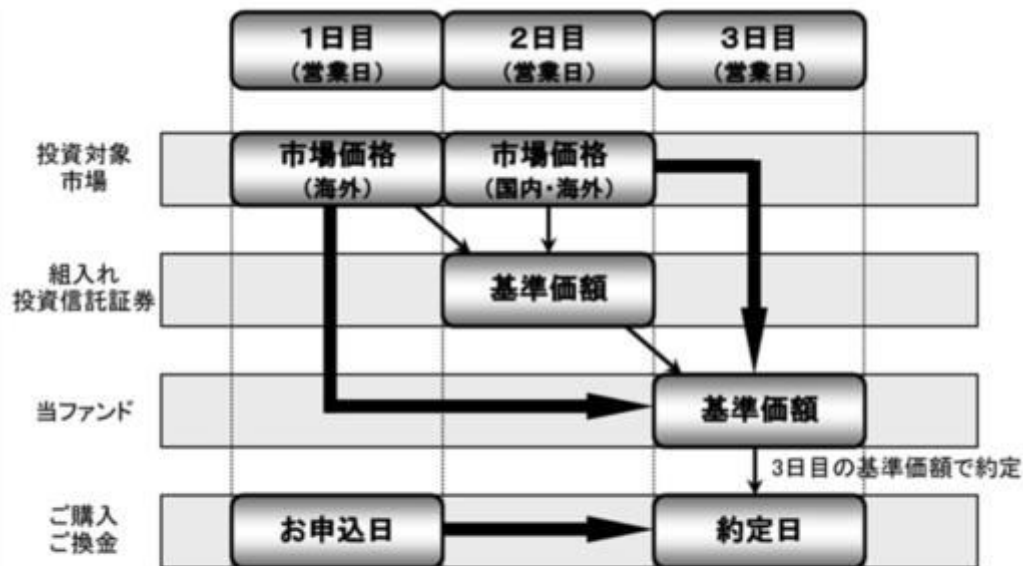 1日目
(営業日)
2日目
(営業日)
3日目
(営業日)
投資対象
市場
市場価格
(海外)
市場価格
(国内・海外)
組入れ
投資信託証券
基準価額
当ファンド
基準価額
3日目の基準価額で約定
ご購入
ご換金
お申込日
約定日